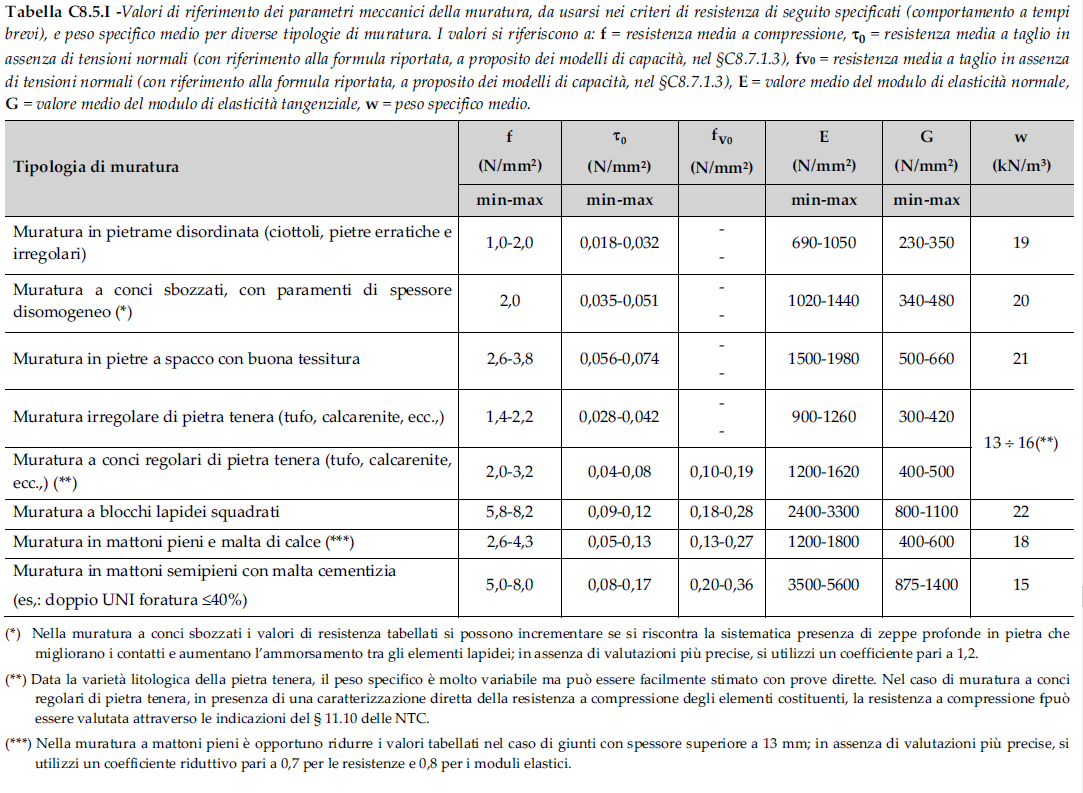 Tabella C8.5.I -Valori di riferimento dei parametri meccanici della muratura, da usarsi nei criteri di resistenza di seguito specificati (comportamento a tempi
brevi), e peso specifico medio per diverse tipologie di muratura. I valori si riferiscono a: f = resistenza media a compressione, τ₀ = resistenza media a taglio in
assenza di tensioni normali (con riferimento alla formula riportata, a proposito dei modelli di capacità, nel §C8.7.1.3), fv₀ = resistenza media a taglio in assenza
di tensioni normali (con riferimento alla formula riportata, a proposito dei modelli di capacità, nel §C8.7.1.3), E = valore medio del modulo di elasticità normale,
G = valore medio del modulo di elasticità tangenziale, w = peso specifico medio.
Tipologia di muratura
f τ₀ fV0 E G w
(N/mm²) (N/mm²) (N/mm²) (N/mm²) (N/mm²) (kN/m³)
min-max min-max min-max min-max
Muratura in pietrame disordinata (ciottoli, pietre erratiche e
irregolari)
1,0-2,0 0,018-0,032 - - 690-1050 230-350 19
Muratura a conci sbozzati, con paramenti di spessore
disomogeneo (*)
2,0 0,035-0,051 - - 1020-1440 340-480 20
Muratura in pietre a spacco con buona tessitura 2,6-3,8 0,056-0,074 - - 1500-1980 500-660 21
Muratura irregolare di pietra tenera (tufo, calcarenite, ecc.,) 1,4-2,2 0,028-0,042 - - 900-1260 300-420
13 ÷ 16(**)
Muratura a conci regolari di pietra tenera (tufo, calcarenite,
ecc.,) (**)
2,0-3,2 0,04-0,08 0,10-0,19 1200-1620 400-500
Muratura a blocchi lapidei squadrati 5,8-8,2 0,09-0,12 0,18-0,28 2400-3300 800-1100 22
Muratura in mattoni pieni e malta di calce (***) 2,6-4,3 0,05-0,13 0,13-0,27 1200-1800 400-600 18
Muratura in mattoni semipieni con malta cementizia
(es,: doppio UNI foratura ≤40%)
5,0-8,0 0,08-0,17 0,20-0,36 3500-5600 875-1400 15
(*) Nella muratura a conci sbozzati i valori di resistenza tabellati si possono incrementare se si riscontra la sistematica presenza di zeppe profonde in pietra che
migliorano i contatti e aumentano l'ammorsamento tra gli elementi lapidei; in assenza di valutazioni più precise, si utilizzi un coefficiente pari a 1,2.
(**) Data la varietà litologica della pietra tenera, il peso specifico è molto variabile ma può essere facilmente stimato con prove dirette. Nel caso di muratura a conci
regolari di pietra tenera, in presenza di una caratterizzazione diretta della resistenza a compressione degli elementi costituenti, la resistenza a compressione fpuò
essere valutata attraverso le indicazioni del § 11.10 delle NTC.
(***) Nella muratura a mattoni pieni è opportuno ridurre i valori tabellati nel caso di giunti con spessore superiore a 13 mm; in assenza di valutazioni più precise, si
utilizzi un coefficiente riduttivo pari a 0,7 per le resistenze e 0,8 per i moduli elastici.